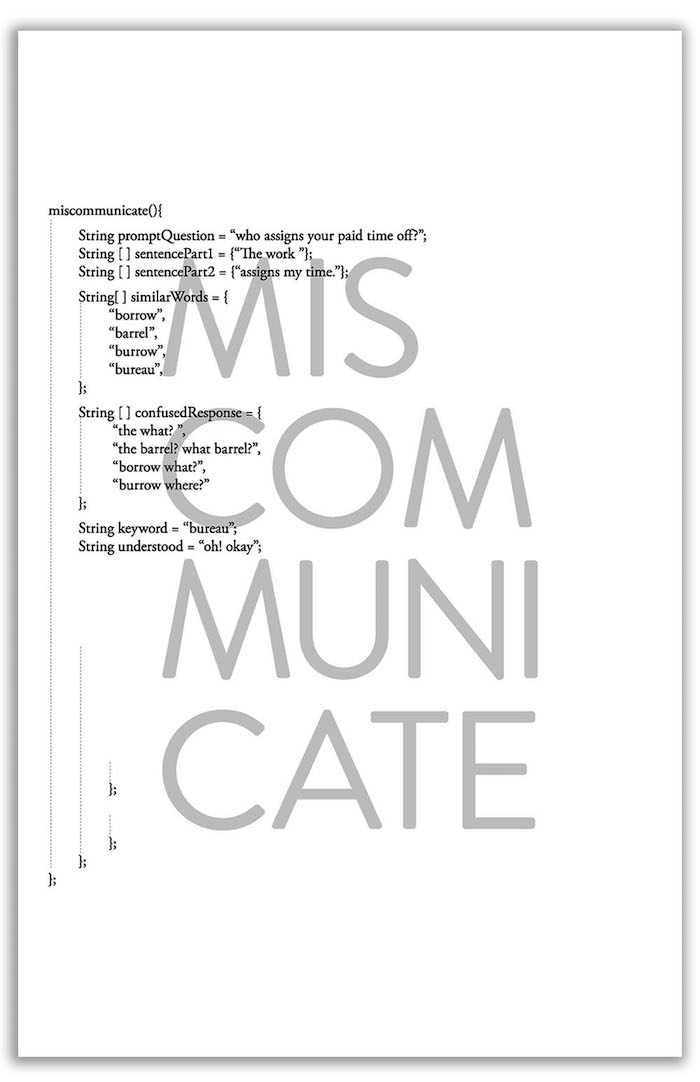 miscommunicate(){
String promptQuestion = “who assigns your paid time off?”;
String [ ] sentencePart1 = {“The work ”};
String [ ] sentencePart2 = {“assigns my time.”};
String[ ] similarWords = {
“borrow”,
“barrel”,
“burrow”,
“bureau”,
};
String [ ] confusedResponse = {
“the what? ”,
“the barrel? what barrel?”,
“borrow what?”,
“burrow where?”
};
String keyword = “bureau”;
String understood = “oh! okay”;
};
};
};
};
MIS
COM
MUNI
CATE